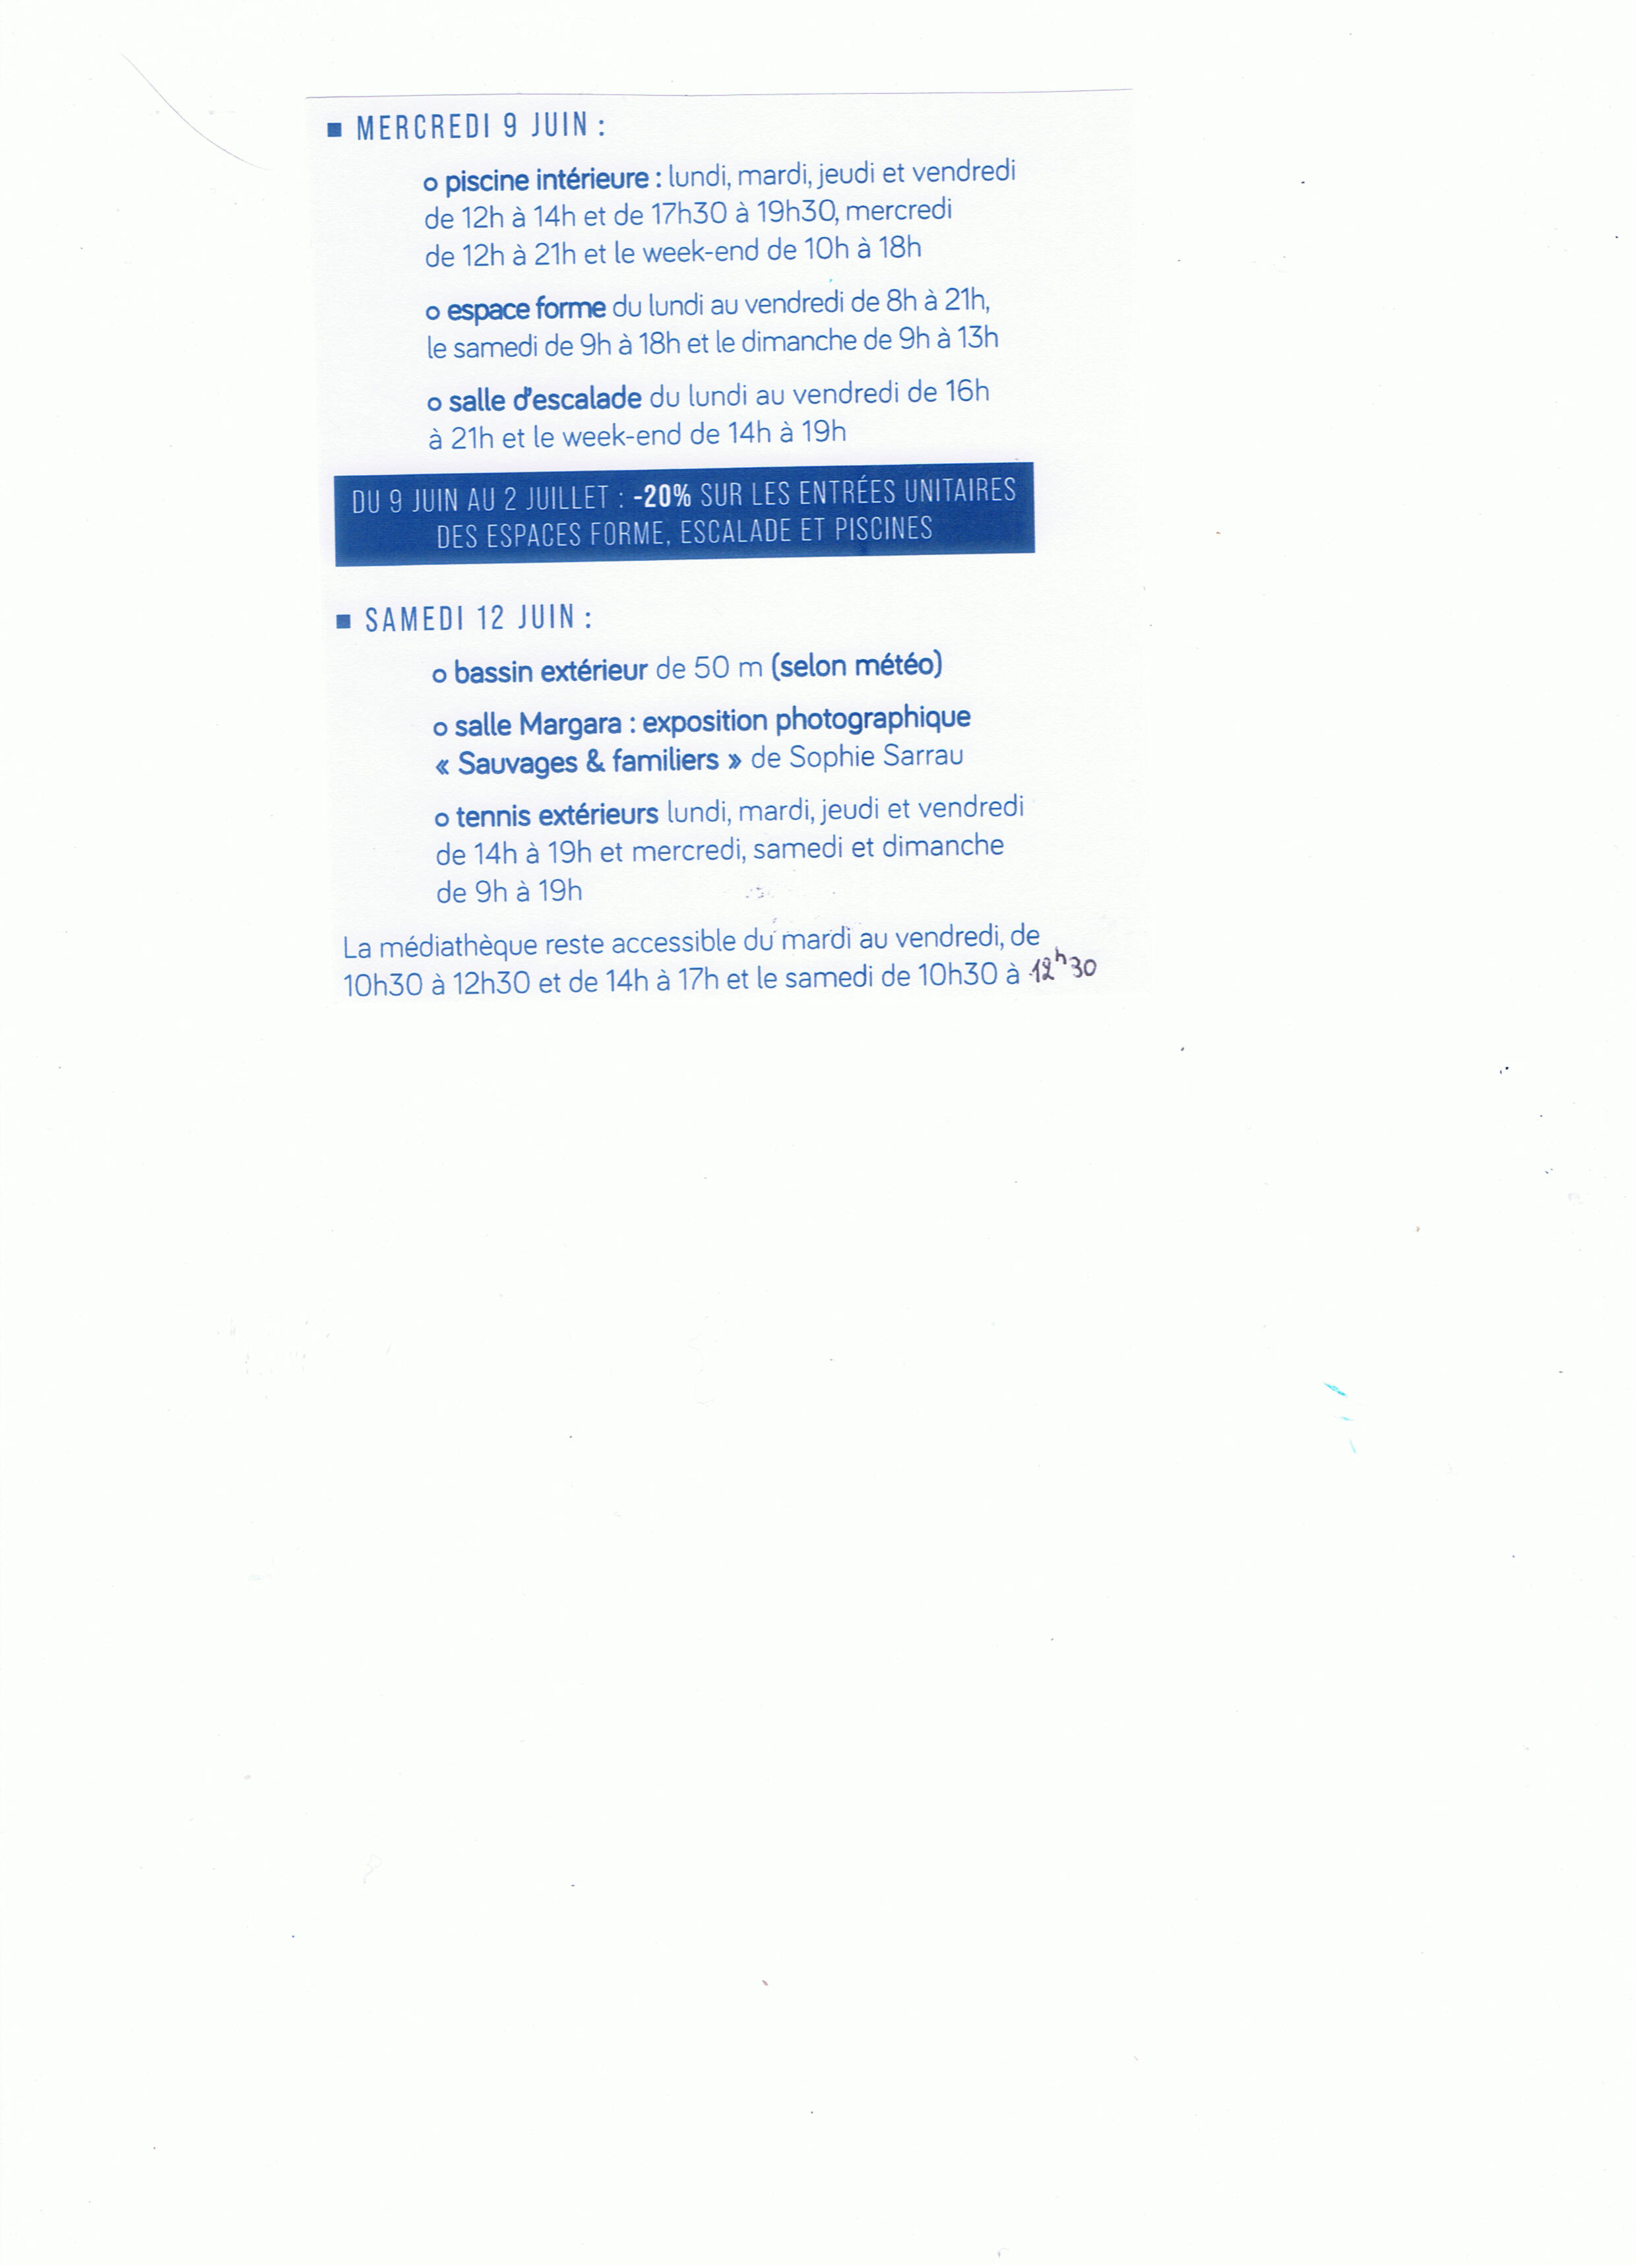 ■ MERCREDI 9 JUIN :
o piscine intérieure : lundi, mardi, jeudi et vendredi
de 12h à 14h et de 17h30 à 19h30, mercredi
de 12h à 21h et le week-end de 10h à 18h
o espace forme du lundi au vendredi de 8h à 21h,
le samedi de 9h à 18h et le dimanche de 9h à 13h
o salle d'escalade du lundi au vendredi de 16h
à 21h et le week-end de 14h à 19h
DU 9 JUIN AU 2 JUILLET : -20% SUR LES ENTRÉES UNITAIRES
DES ESPACES FORME, ESCALADE ET PISCINES
■ SAMEDI 12 JUIN :
o bassin extérieur de 50 m (selon météo)
o salle Margara : exposition photographique
« Sauvages & familiers » de Sophie Sarrau
o tennis extérieurs lundi, mardi, jeudi et vendredi
de 14h à 19h et mercredi, samedi et dimanche
de 9h à 19h
La médiathèque reste accessible du mardi au vendredi, de
10h30 à 12h30 et de 14h à 17h et le samedi de 10h30 à 12h30